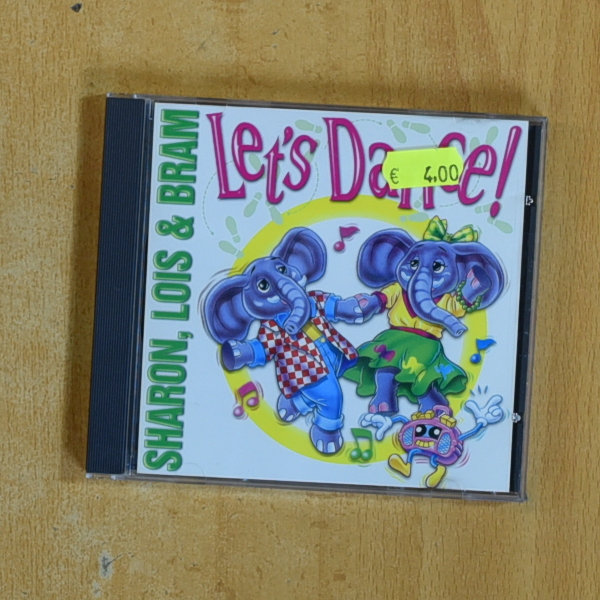 Let's Dance!
€ 4,00
SHARON, LOIS & BRAM